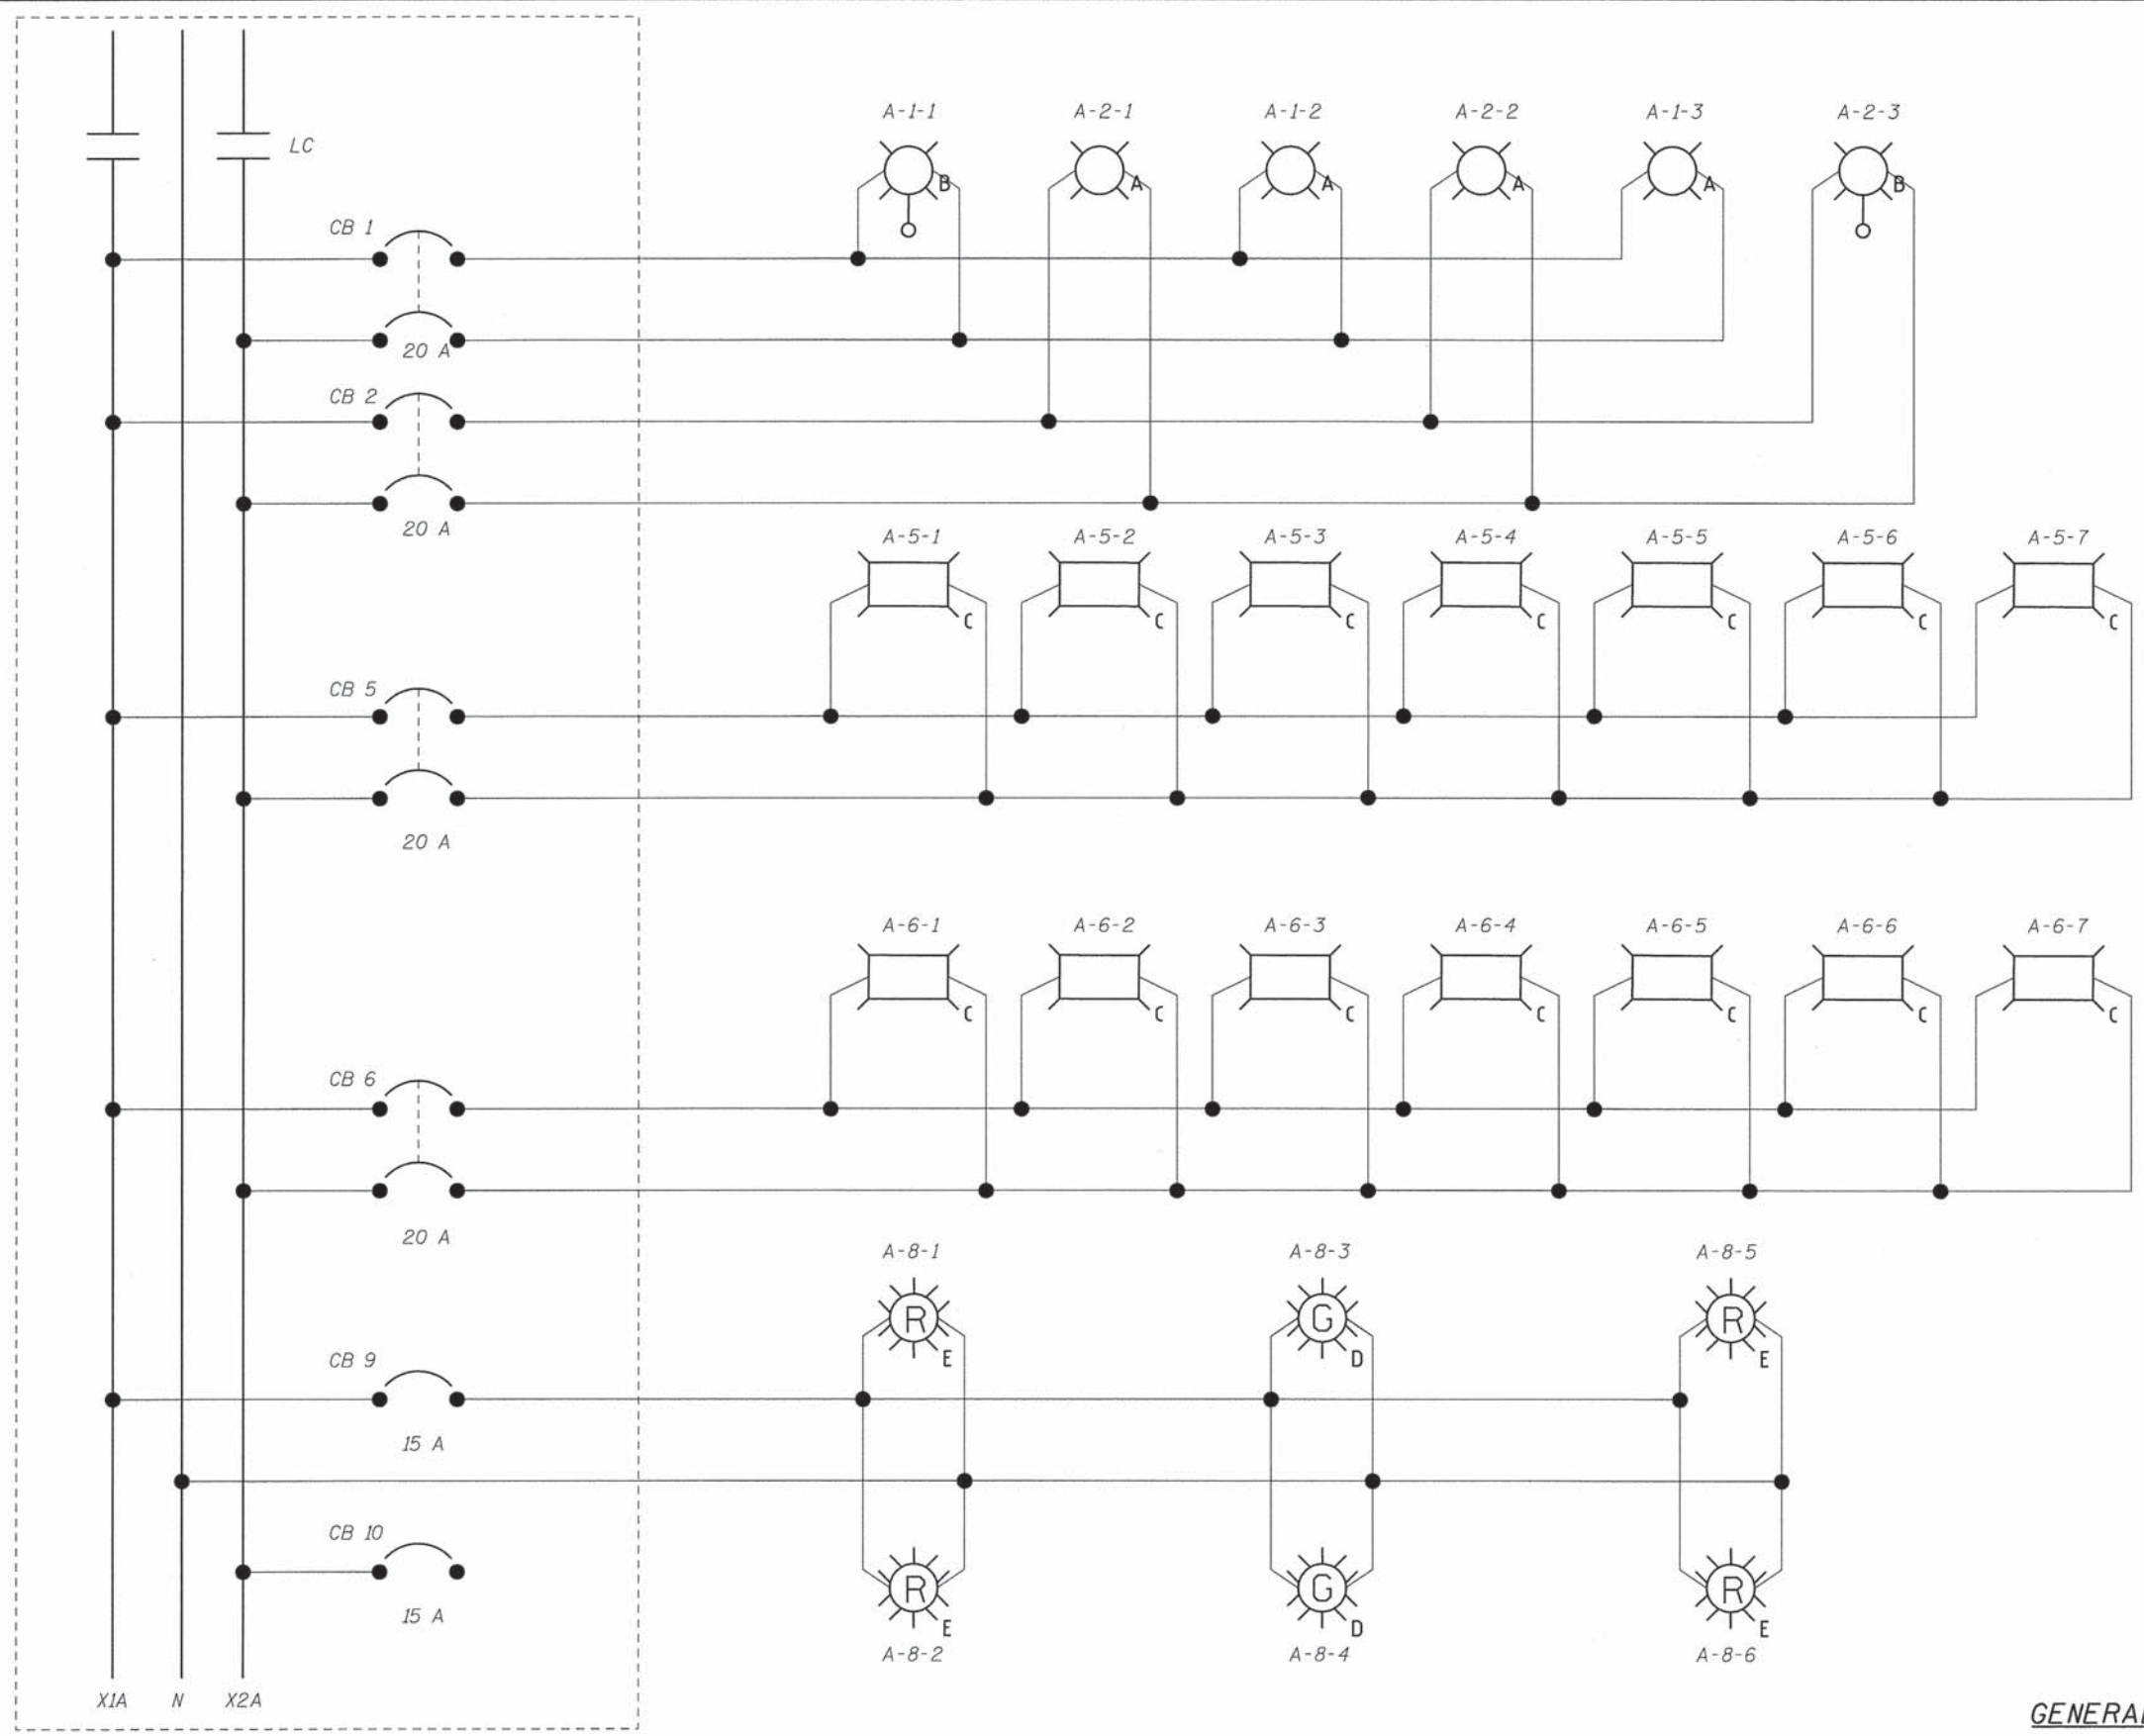 A-1-1 A-2-1 A-1-2 A-2-2 A-1-3 A-2-3
LC
B A A A A B
CB 1
20 A
CB 2
20 A
A-5-1 A-5-2 A-5-3 A-5-4 A-5-5 A-5-6 A-5-7
C C C C C C C
CB 5
20 A
A-6-1 A-6-2 A-6-3 A-6-4 A-6-5 A-6-6 A-6-7
C C C C C C C
CB 6
20 A
A-8-1 A-8-3 A-8-5
R G R
E D E
CB 9
15 A
CB 10
R G R
15 A
E D E
A-8-2 A-8-4 A-8-6
X1A N X2A
GENERAL